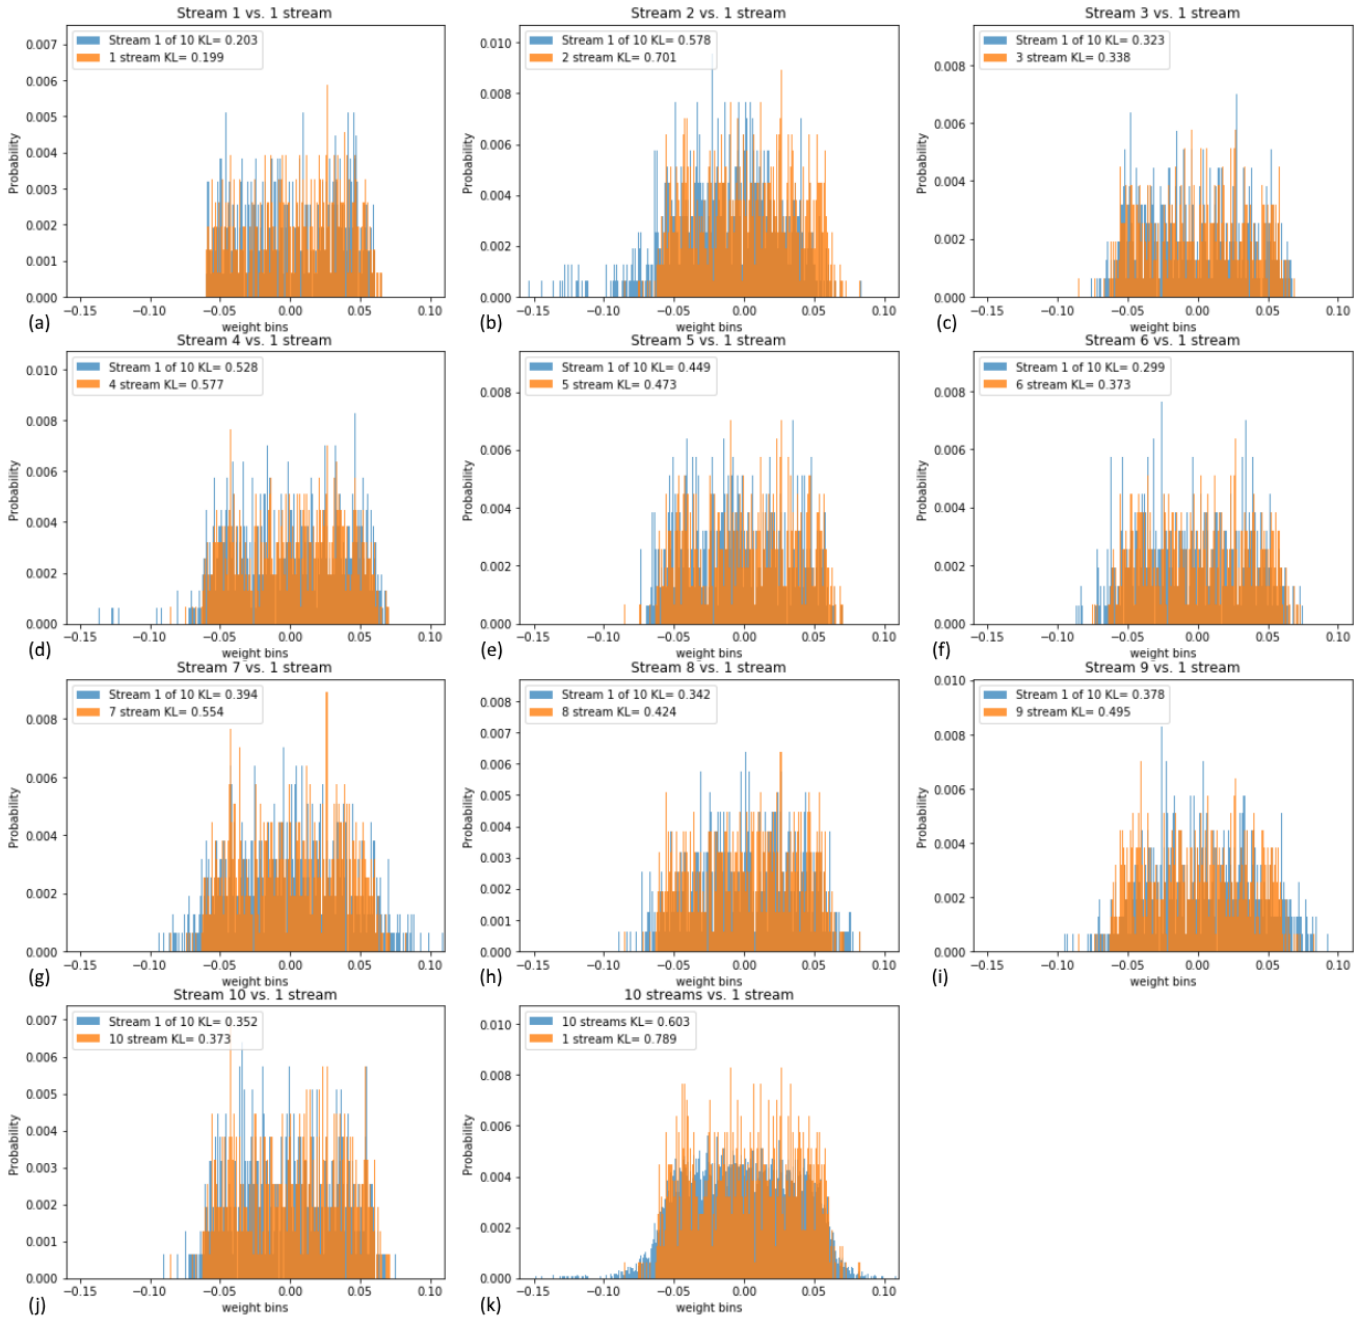 Stream 1 vs. 1 stream
Stream 1 of 10 KL= 0.203
1 stream KL= 0.199
Probability
0.007
0.006
0.005
0.004
0.003
0.002
0.001
0.000
−0.15 −0.10 −0.05 0.00 0.05 0.10
weight bins
(a)
Stream 2 vs. 1 stream
Stream 1 of 10 KL= 0.578
2 stream KL= 0.701
Probability
0.010
0.008
0.006
0.004
0.002
0.000
−0.15 −0.10 −0.05 0.00 0.05 0.10
weight bins
(b)
Stream 3 vs. 1 stream
Stream 1 of 10 KL= 0.323
3 stream KL= 0.338
Probability
0.008
0.006
0.004
0.002
0.000
−0.15 −0.10 −0.05 0.00 0.05 0.10
weight bins
(c)
Stream 4 vs. 1 stream
Stream 1 of 10 KL= 0.528
4 stream KL= 0.577
Probability
0.010
0.008
0.006
0.004
0.002
0.000
−0.15 −0.10 −0.05 0.00 0.05 0.10
weight bins
(d)
Stream 5 vs. 1 stream
Stream 1 of 10 KL= 0.449
5 stream KL= 0.473
Probability
0.008
0.006
0.004
0.002
0.000
−0.15 −0.10 −0.05 0.00 0.05 0.10
weight bins
(e)
Stream 6 vs. 1 stream
Stream 1 of 10 KL= 0.299
6 stream KL= 0.373
Probability
0.008
0.006
0.004
0.002
0.000
−0.15 −0.10 −0.05 0.00 0.05 0.10
weight bins
(f)
Stream 7 vs. 1 stream
Stream 1 of 10 KL= 0.394
7 stream KL= 0.554
Probability
0.008
0.006
0.004
0.002
0.000
−0.15 −0.10 −0.05 0.00 0.05 0.10
weight bins
(g)
Stream 8 vs. 1 stream
Stream 1 of 10 KL= 0.342
8 stream KL= 0.424
Probability
0.008
0.007
0.006
0.005
0.004
0.003
0.002
0.001
0.000
−0.15 −0.10 −0.05 0.00 0.05 0.10
weight bins
(h)
Stream 9 vs. 1 stream
Stream 1 of 10 KL= 0.378
9 stream KL= 0.495
Probability
0.010
0.008
0.006
0.004
0.002
0.000
−0.15 −0.10 −0.05 0.00 0.05 0.10
weight bins
(i)
Stream 10 vs. 1 stream
Stream 1 of 10 KL= 0.352
10 stream KL= 0.373
Probability
0.007
0.006
0.005
0.004
0.003
0.002
0.001
0.000
−0.15 −0.10 −0.05 0.00 0.05 0.10
weight bins
(j)
10 streams vs. 1 stream
10 streams KL= 0.603
1 stream KL= 0.789
Probability
0.010
0.008
0.006
0.004
0.002
0.000
−0.15 −0.10 −0.05 0.00 0.05 0.10
weight bins
(k)